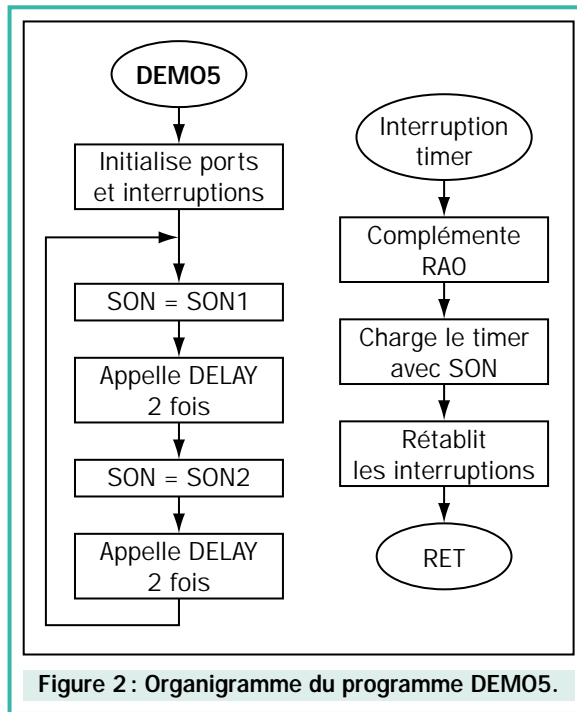 DEMO5
Initialise ports
et interruptions
SON = SON1
Appelle DELAY
2 fois
SON = SON2
Appelle DELAY
2 fois
Interruption
timer
Complémente
RA0
Charge le timer
avec SON
Rétablit
les interruptions
RET
Figure 2 : Organigramme du programme DEMO5.